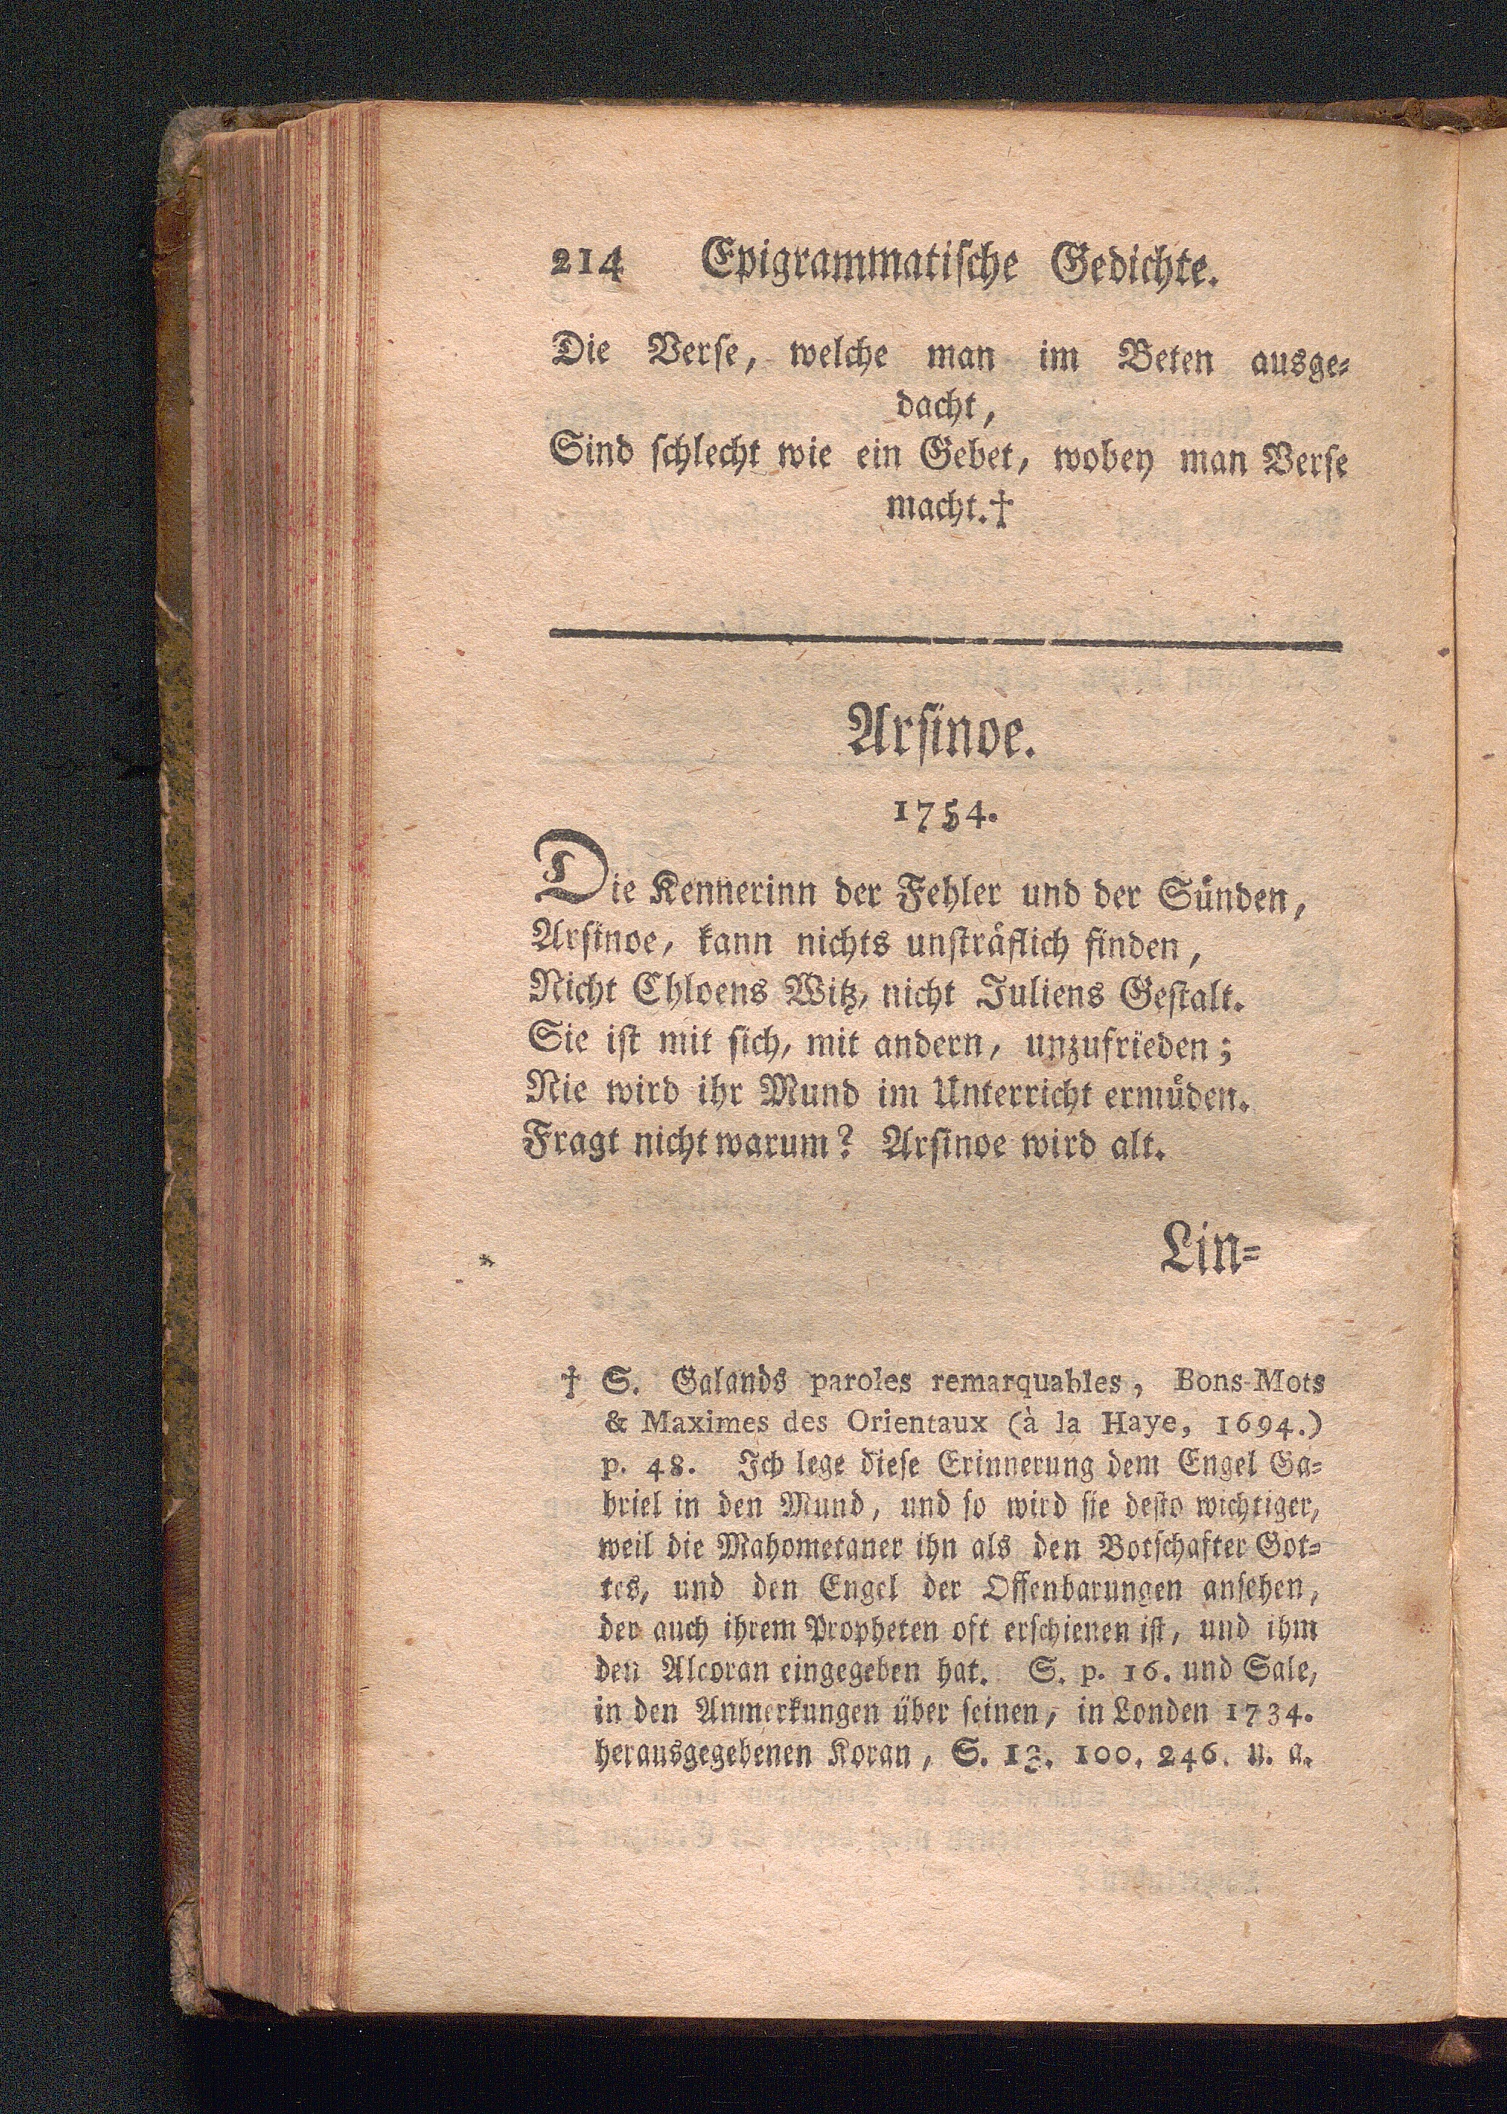 214 Epigrammatiſche Gedichte.
Die Verſe, welche man im Beten ausge-
dacht,
Sind ſchlecht wie ein Gebet, wobey man Verſe
macht.†
Arſinoe.
1754.
Die Kennerinn der Fehler und der Sünden,
Arſinoe, kann nichts unſträflich finden,
Nicht Chloens Witz, nicht Juliens Geſtalt.
Sie iſt mit ſich, mit andern, unzufrieden;
Nie wird ihr Mund im Unterricht ermüden.
Fragt nicht warum? Arſinoe wird alt.
Lin-
† S. Galands paroles remarquables, Bons-Mots
& Maximes des Orientaux (à la Haye, 1694.)
p. 48. Ich lege dieſe Erinnerung dem Engel Ga-
briel in den Mund, und ſo wird ſie deſto wichtiger,
weil die Mahometaner ihn als den Botſchafter Got-
tes, und den Engel der Offenbarungen anſehen,
der auch ihrem Propheten oft erſchienen iſt, und ihm
den Alcoran eingegeben hat. S. p. 16. und Sale,
in den Anmerkungen über ſeinen, in Londen 1734.
herausgegebenen Koran, S. 13. 100. 246. u. a.